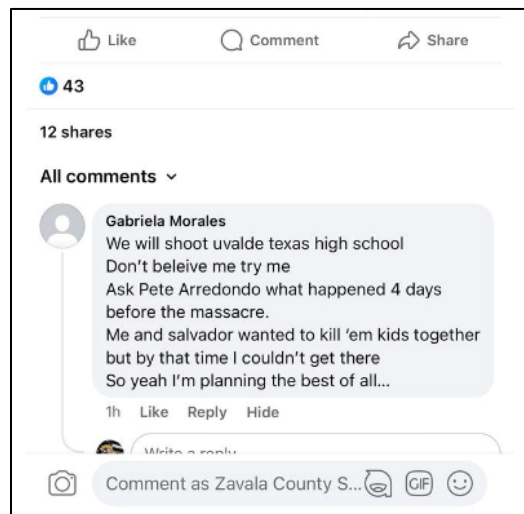 Like Comment Share
43
12 shares
All comments
Gabriela Morales
We will shoot uvalde texas high school
Don't beleive me try me
Ask Pete Arredondo what happened 4 days
before the massacre.
Me and salvador wanted to kill 'em kids together
but by that time I couldn't get there
So yeah I'm planning the best of all...
1h Like Reply Hide
Write a reply
Comment as Zavala County S... GIF